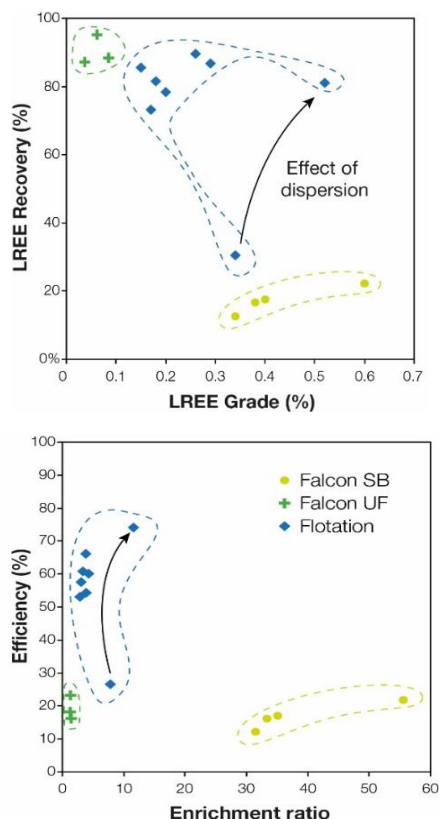 100
80
60
40
20
0%
LREE Recovery (%)
Effect of
dispersion
0 0.1 0.2 0.3 0.4 0.5 0.6 0.7
LREE Grade (%)
100
90
80
70
60
50
40
30
20
10
0
Efficiency (%)
Falcon SB
Falcon UF
Flotation
0 10 20 30 40 50 60
Enrichment ratio